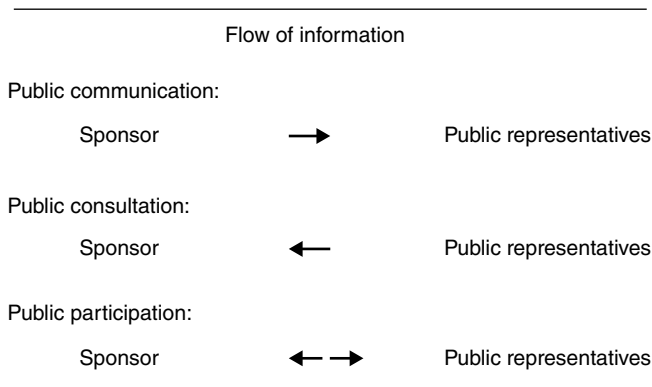 Flow of information
Public communication:
Sponsor Public representatives
Public consultation:
Sponsor Public representatives
Public participation:
Sponsor Public representatives